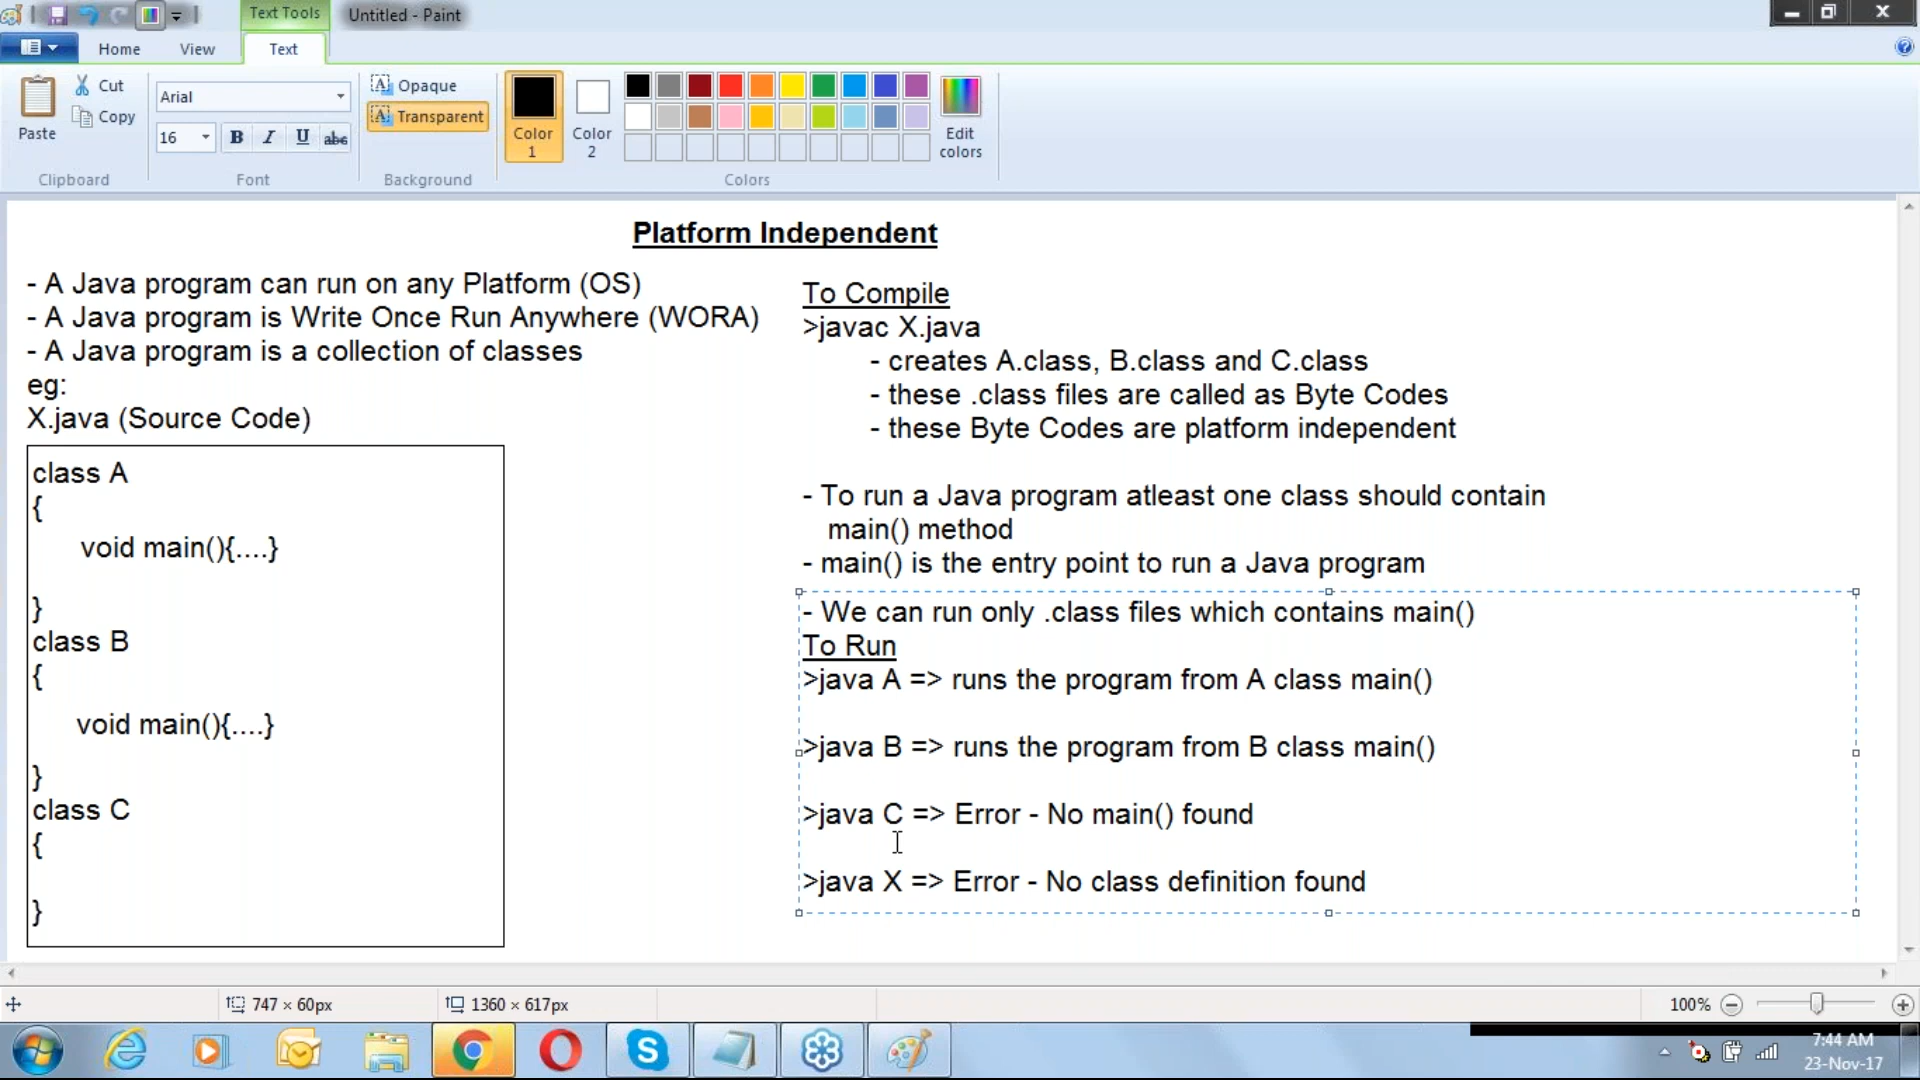 Text Tools
Untitled - Paint
Home
View
Text
Paste
Cut
Copy
Clipboard
Arial
16
B
I
U
abc
Font
Opaque
Transparent
Background
Color
1
Color
2
Edit
colors
Colors
Platform Independent
- A Java program can run on any Platform (OS)
- A Java program is Write Once Run Anywhere (WORA)
- A Java program is a collection of classes
eg:
X.java (Source Code)
class A
{
void main(){....}
}
class B
{
void main(){....}
}
class C
{
}
To Compile
>javac X.java
- creates A.class, B.class and C.class
- these .class files are called as Byte Codes
- these Byte Codes are platform independent
- To run a Java program atleast one class should contain
main() method
- main() is the entry point to run a Java program
- We can run only .class files which contains main()
To Run
>java A => runs the program from A class main()
>java B => runs the program from B class main()
>java C => Error - No main() found
>java X => Error - No class definition found
747 × 60px
1360 × 617px
100%
7:44 AM
23-Nov-17